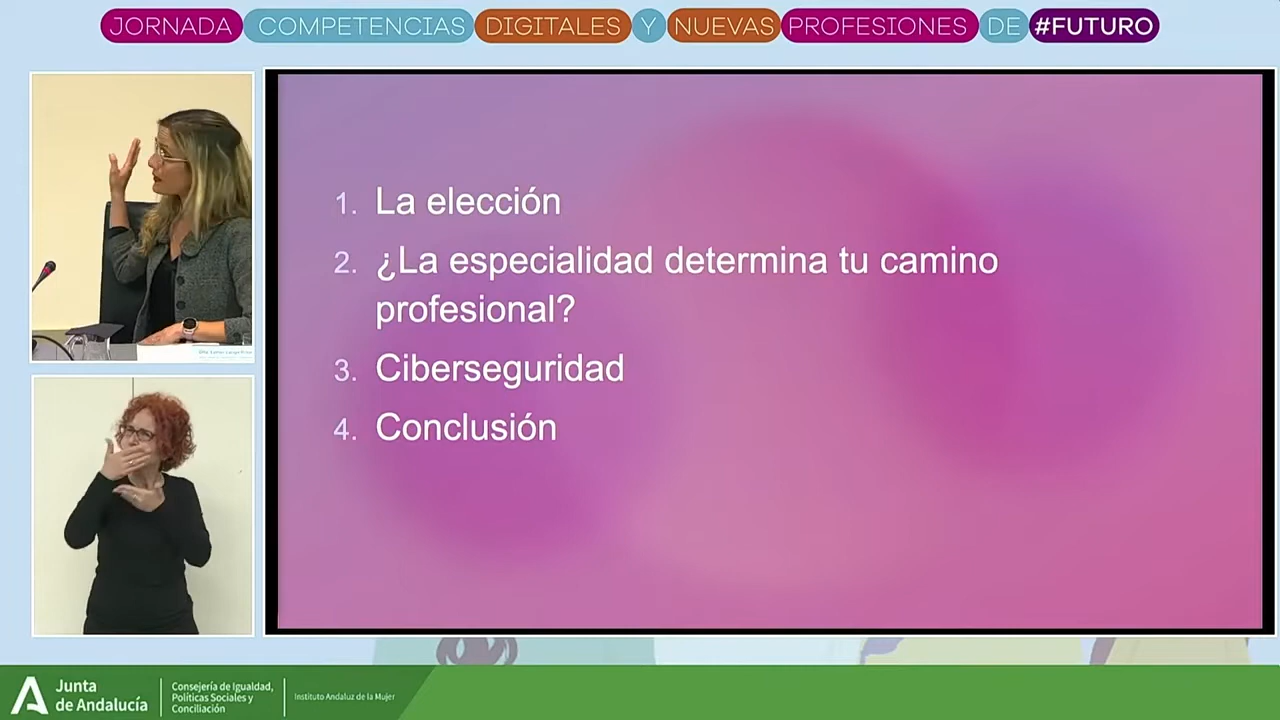 JORNADA COMPETENCIAS DIGITALES Y NUEVAS PROFESIONES DE #FUTURO
1. La elección
2. ¿La especialidad determina tu camino
profesional?
3. Ciberseguridad
4. Conclusión
Junta
de Andalucía
Consejería de Igualdad,
Políticas Sociales y
Conciliación
Instituto Andaluz de la Mujer